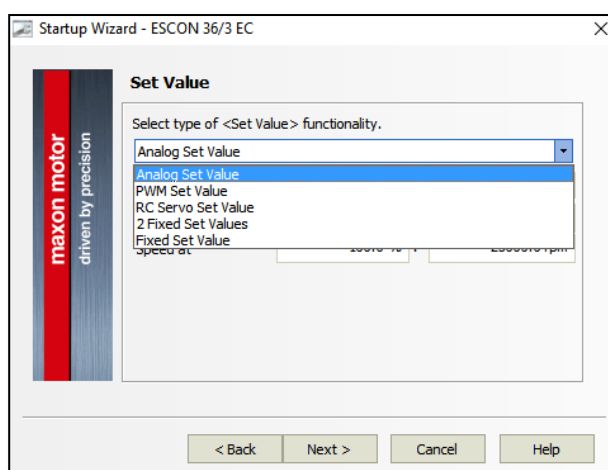 Startup Wizard - ESCON 36/3 EC
maxon motor
driven by precision
Set Value
Select type of <Set Value> functionality.
Analog Set Value
Analog Set Value
PWM Set Value
RC Servo Set Value
2 Fixed Set Values
Fixed Set Value
Speed at
< Back
Next >
Cancel
Help